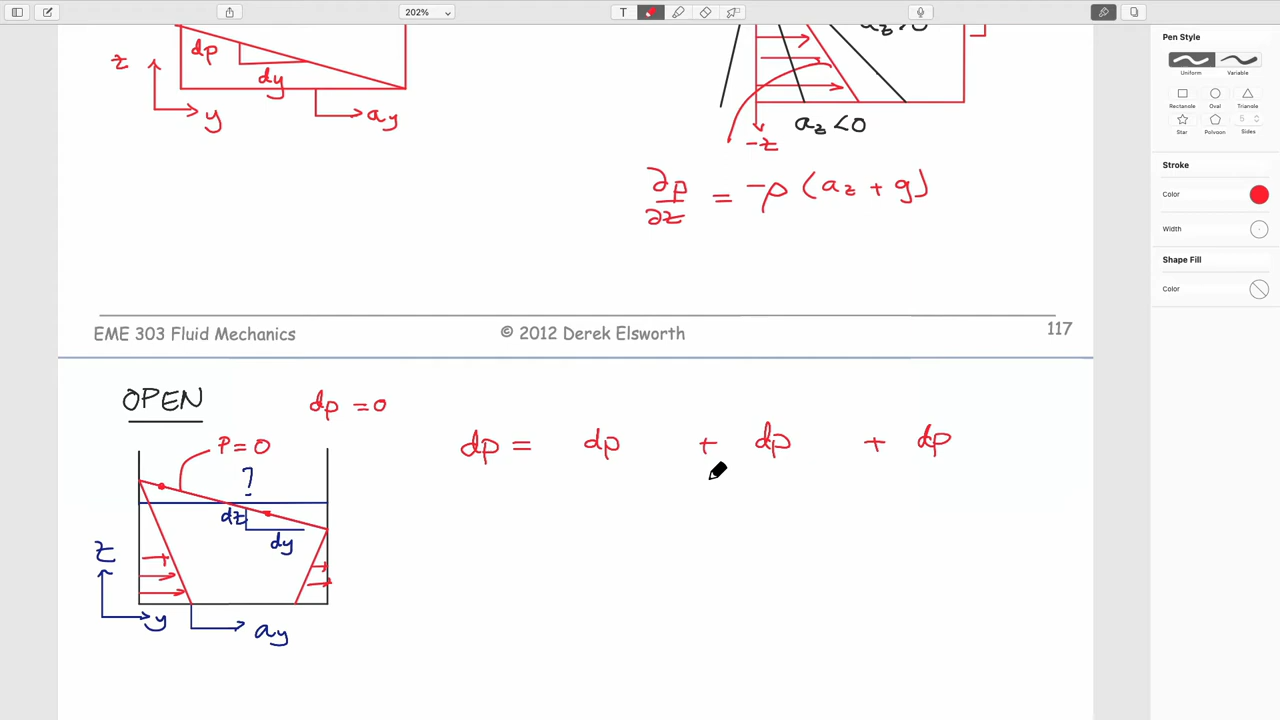 202%
T
Pen Style
Uniform Variable
Rectangle Oval Triangle
Star Polygon 5 Sides
Stroke
Color
Width
Shape Fill
Color
dp
dy
z
y
ay
az<0
-z
∂p/∂z = -ρ (az + g)
EME 303 Fluid Mechanics © 2012 Derek Elsworth 117
OPEN
dp = 0
P = 0
dp = dp + dp + dp
?
dz
dy
z
y
ay